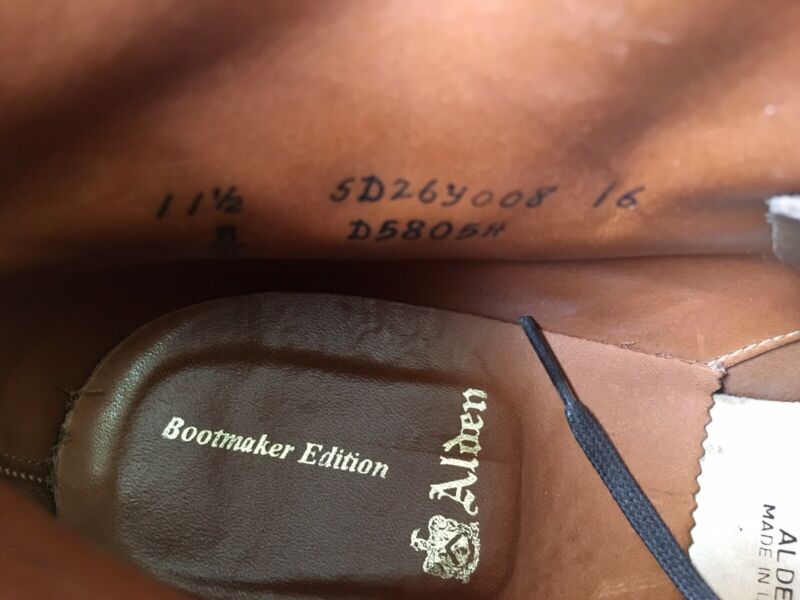 11½ 5D26Y008 16
B D5805H
Bootmaker Edition
Alden
ALDE
MADE IN U